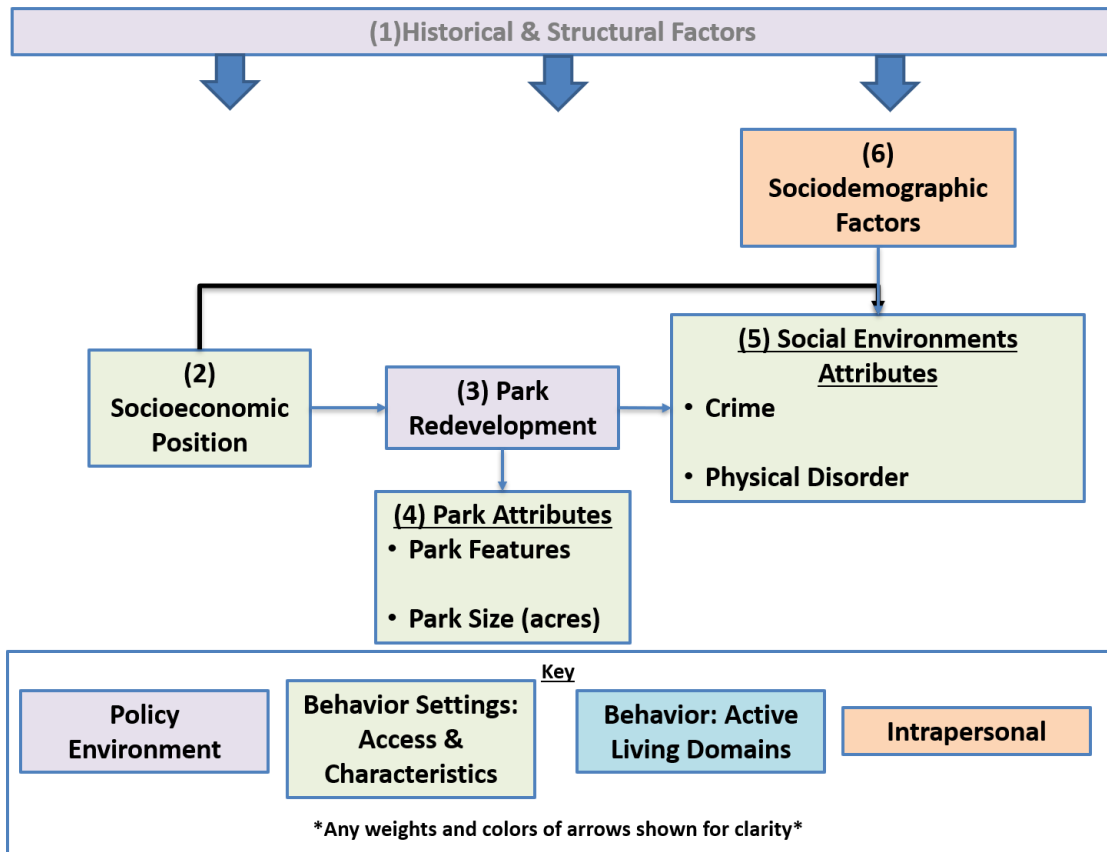 (1)Historical & Structural Factors
(6)
Sociodemographic
Factors
(5) Social Environments
Attributes
• Crime
• Physical Disorder
(2)
Socioeconomic
Position
(3) Park
Redevelopment
(4) Park Attributes
• Park Features
• Park Size (acres)
Key
Policy
Environment
Behavior Settings:
Access &
Characteristics
Behavior: Active
Living Domains
Intrapersonal
*Any weights and colors of arrows shown for clarity*